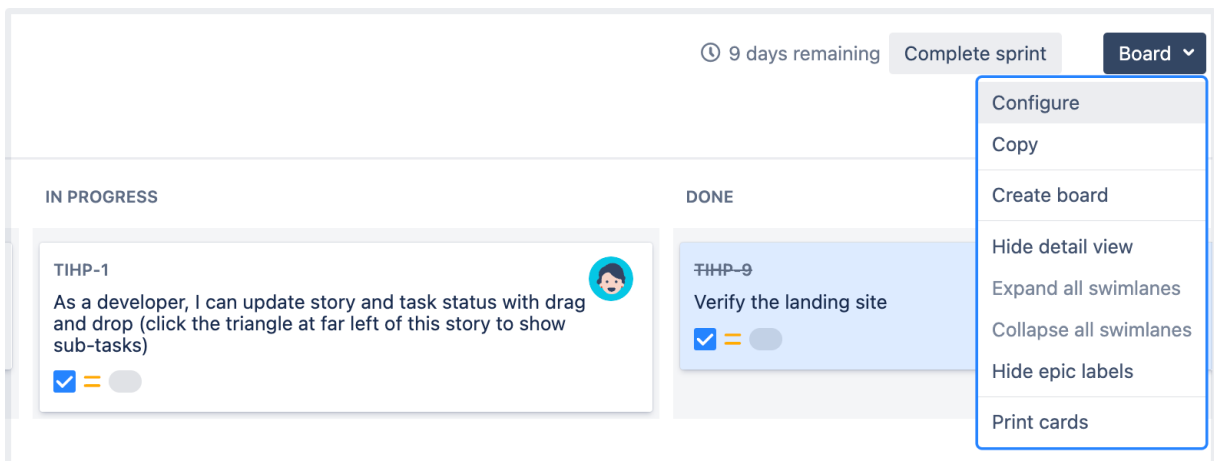 9 days remaining
Complete sprint
Board
Configure
Copy
Create board
Hide detail view
Expand all swimlanes
Collapse all swimlanes
Hide epic labels
Print cards
IN PROGRESS
TIHP-1
As a developer, I can update story and task status with drag
and drop (click the triangle at far left of this story to show
sub-tasks)
DONE
TIHP-9
Verify the landing site